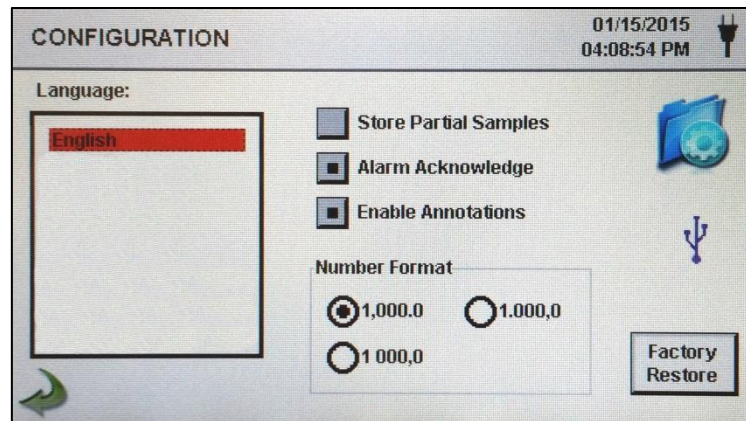 CONFIGURATION
01/15/2015
04:08:54 PM
Language:
English
Store Partial Samples
Alarm Acknowledge
Enable Annotations
Number Format
1,000.0
1.000,0
1 000,0
Factory
Restore